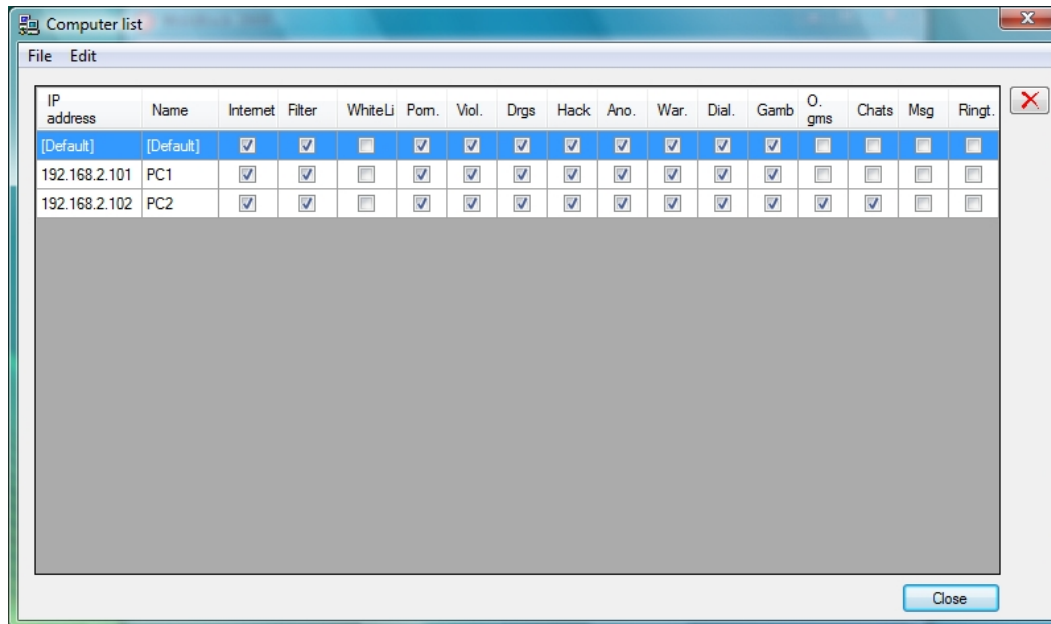 Computer list
File Edit
IP address Name Internet Filter WhiteLi Porn. Viol. Drgs Hack Ano. War. Dial. Gamb O. gms Chats Msg Ringt.
[Default] [Default]
192.168.2.101 PC1
192.168.2.102 PC2
Close